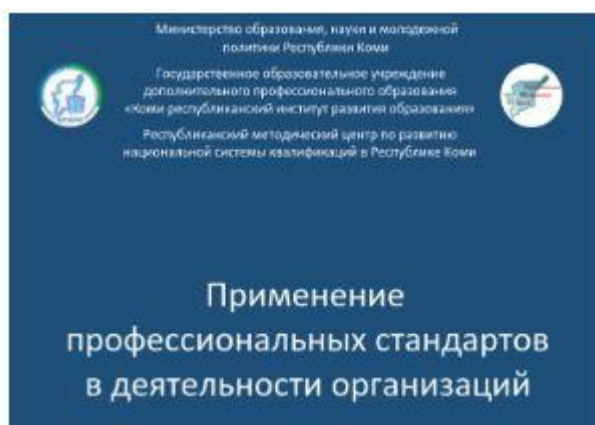 Министерство образования, науки и молодежной
политики Республики Коми
Государственное образовательное учреждение
дополнительного профессионального образования
«Коми республиканский институт развития образования»
Республиканский методический центр по развитию
национальной системы квалификаций в Республике Коми
Применение
профессиональных стандартов
в деятельности организаций